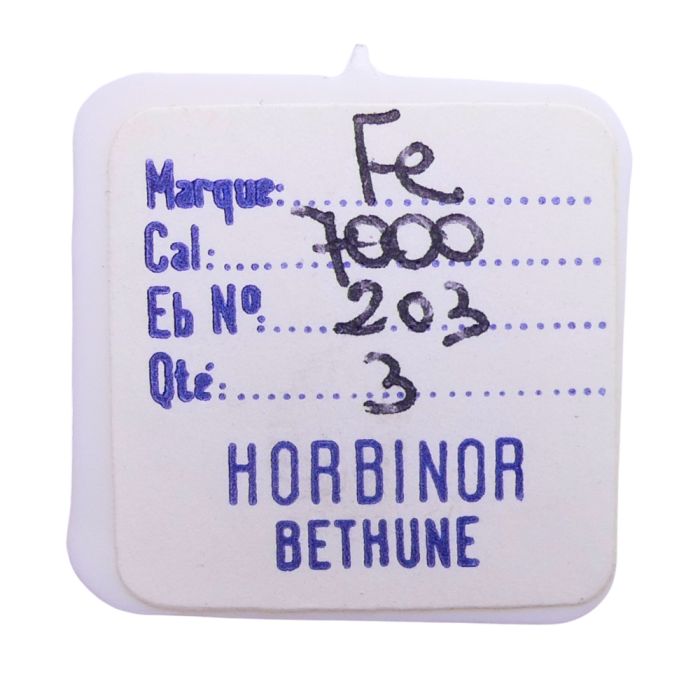 Marque: Fe
Cal: 7000
Eb Nº: 203
Qté: 3
HORBINOR
BETHUNE